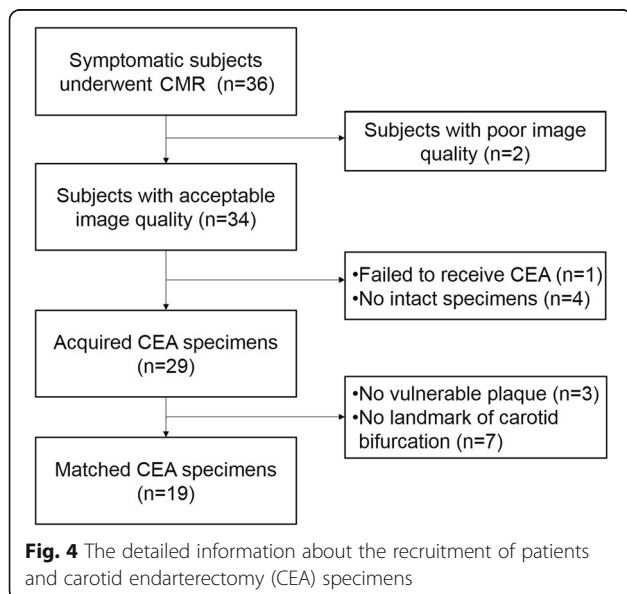 Symptomatic subjects
underwent CMR (n=36)
Subjects with poor image
quality (n=2)
Subjects with acceptable
image quality (n=34)
•Failed to receive CEA (n=1)
•No intact specimens (n=4)
Acquired CEA specimens
(n=29)
•No vulnerable plaque (n=3)
•No landmark of carotid
bifurcation (n=7)
Matched CEA specimens
(n=19)
Fig. 4 The detailed information about the recruitment of patients
and carotid endarterectomy (CEA) specimens